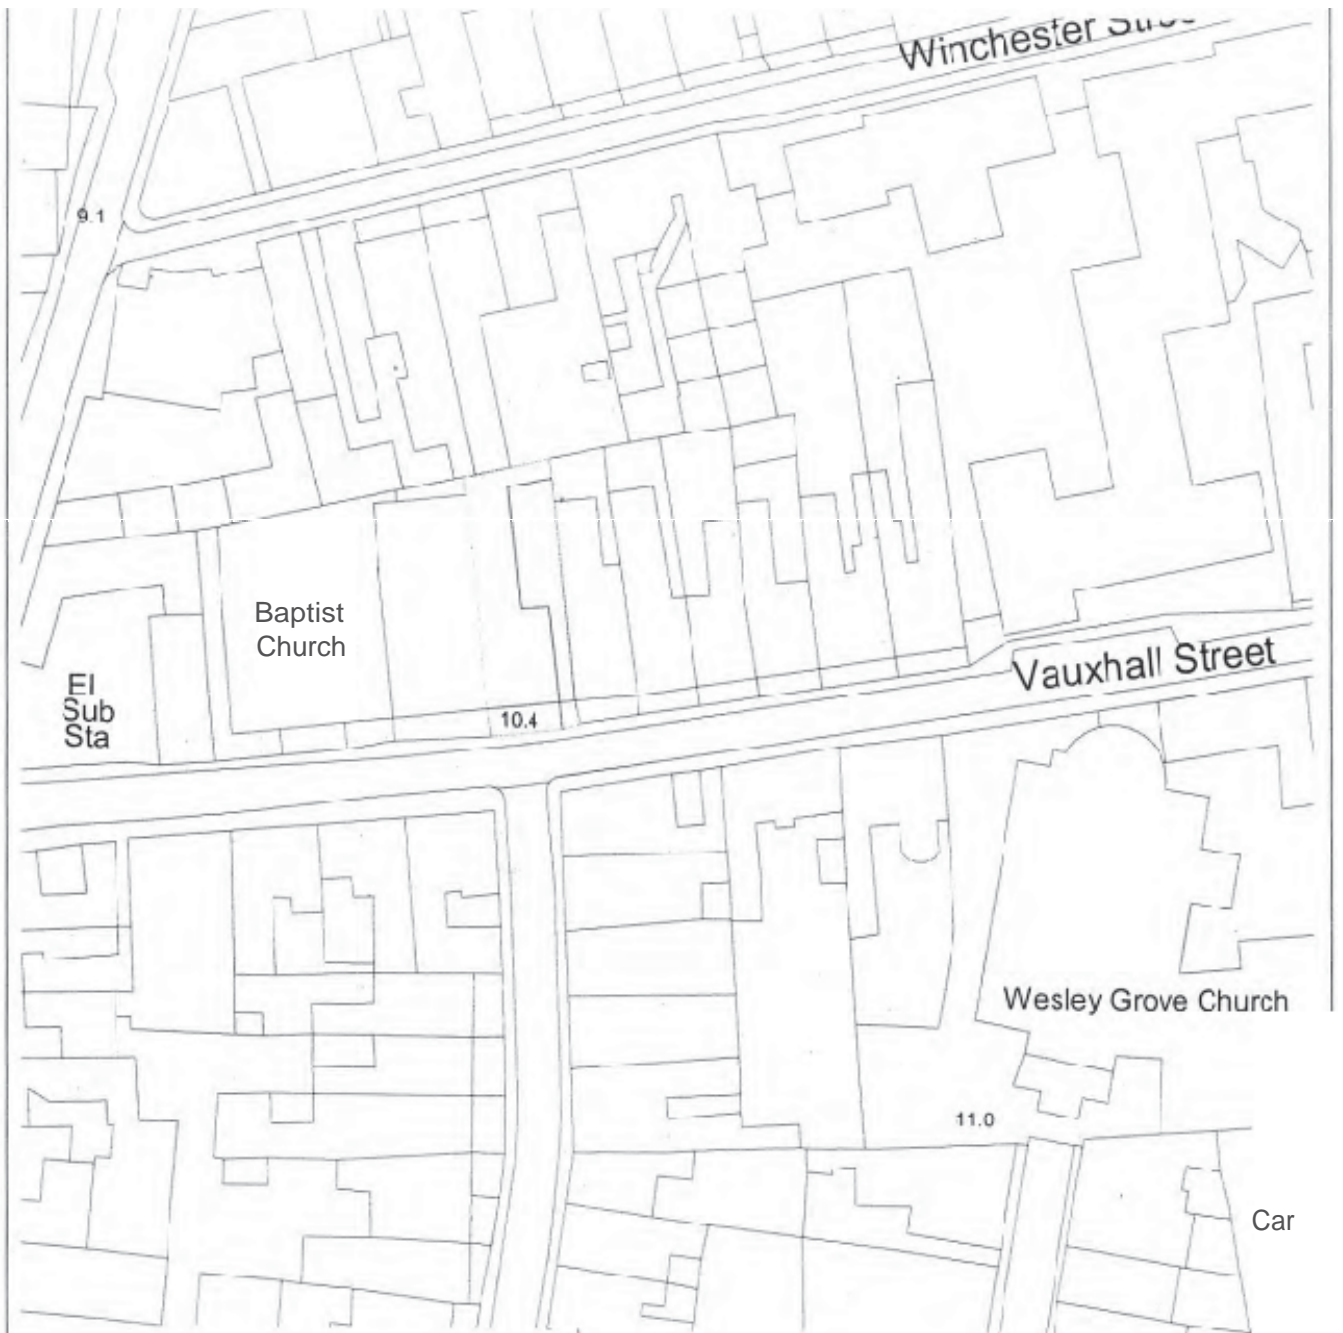 Winchester
9.1
Baptist
Church
El
Sub
Sta
Vauxhall Street
10.4
Wesley Grove Church
11.0
Car